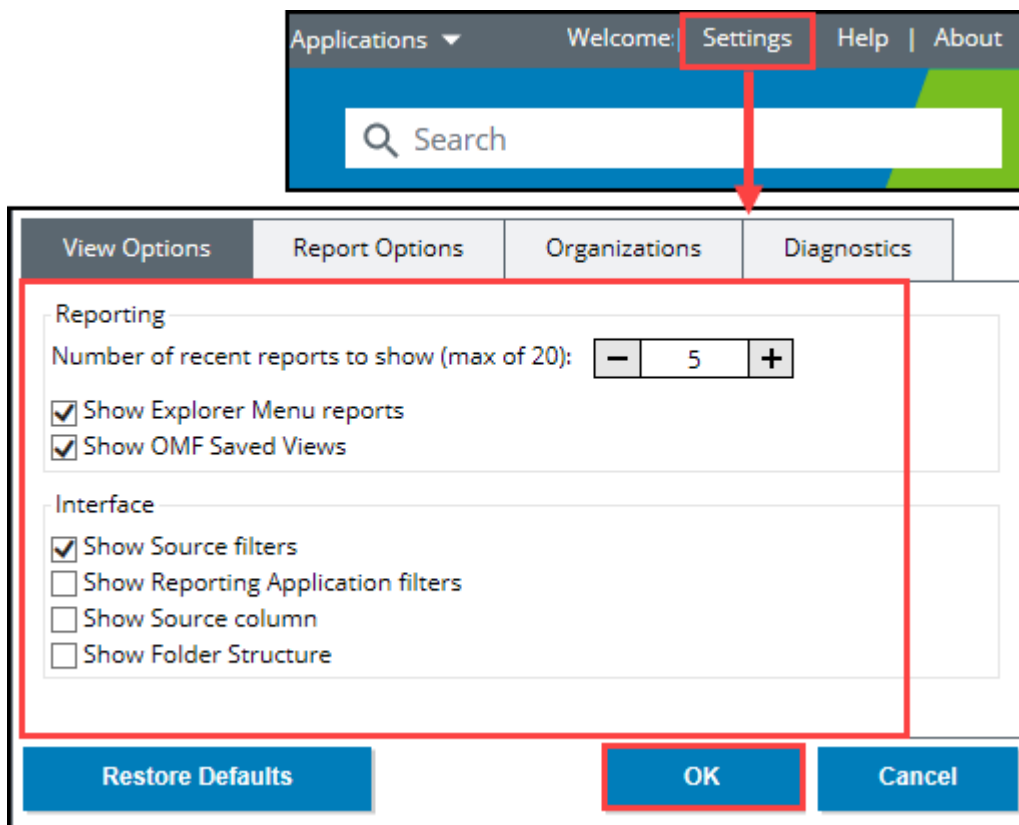 Applications Welcome: Settings Help | About
Search
View Options Report Options Organizations Diagnostics
Reporting
Number of recent reports to show (max of 20): − 5 +
Show Explorer Menu reports
Show OMF Saved Views
Interface
Show Source filters
Show Reporting Application filters
Show Source column
Show Folder Structure
Restore Defaults OK Cancel